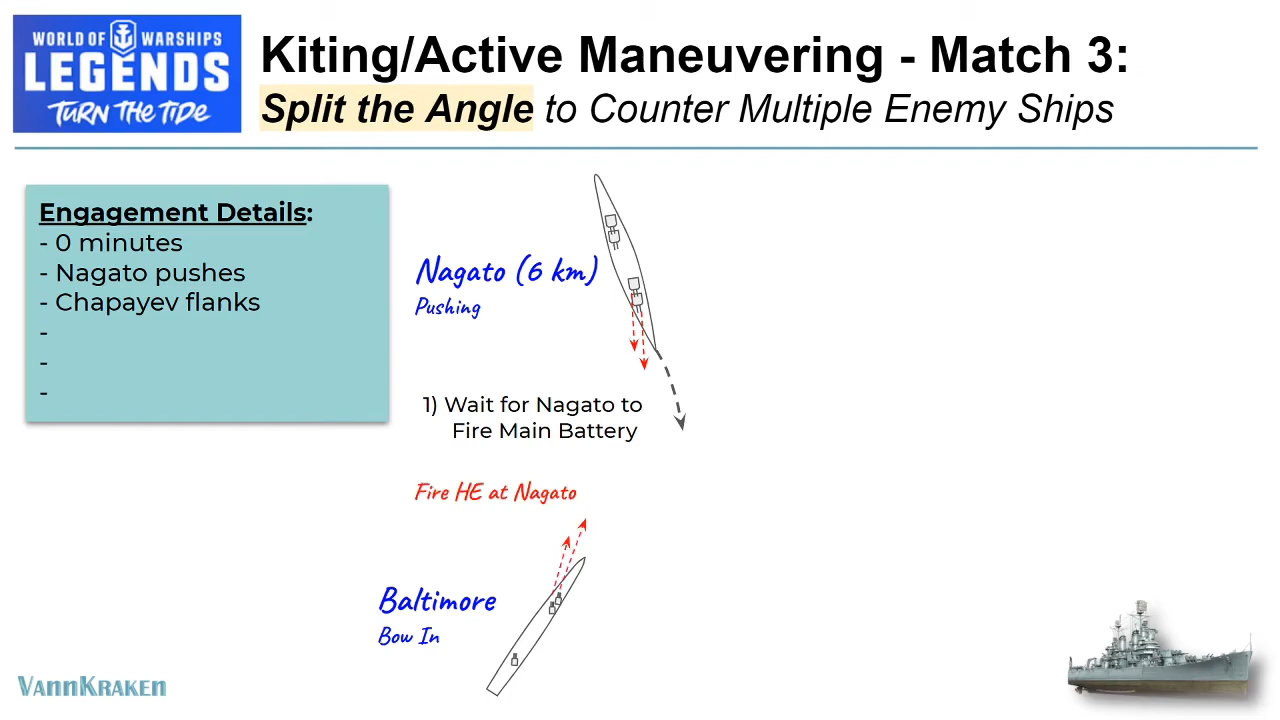 WORLD OF WARSHIPS
LEGENDS
TURN THE TIDE
Kiting/Active Maneuvering - Match 3:
Split the Angle to Counter Multiple Enemy Ships
Engagement Details:
- 0 minutes
- Nagato pushes
- Chapayev flanks
-
-
-
Nagato (6 km)
Pushing
1) Wait for Nagato to
Fire Main Battery
Fire HE at Nagato
Baltimore
Bow In
VannKraken